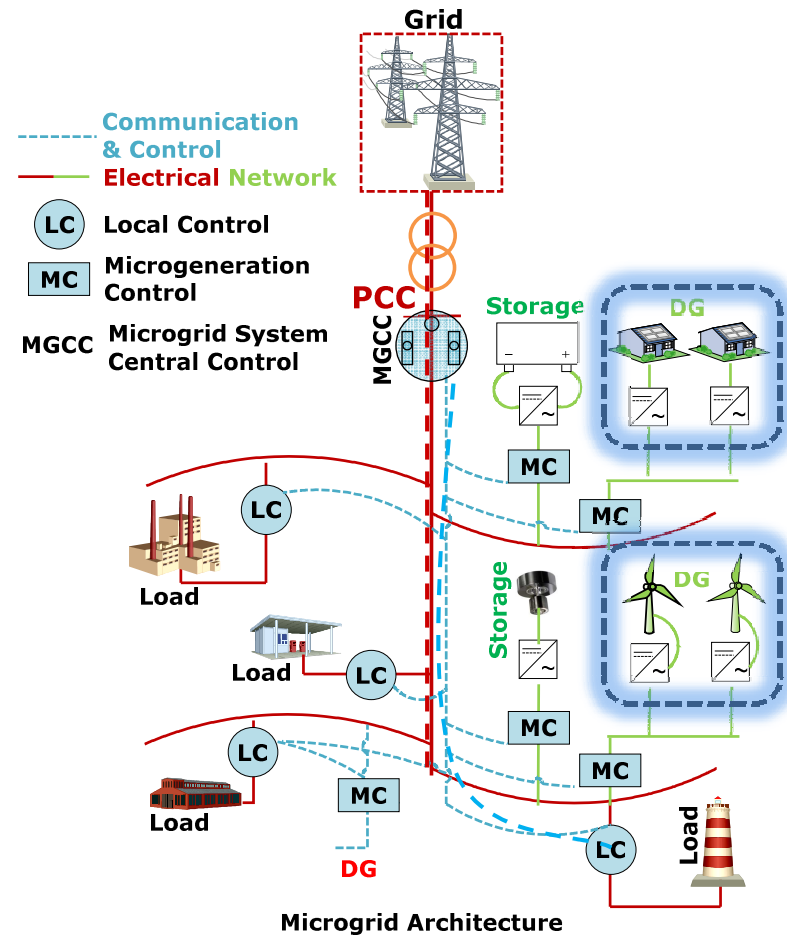 Grid
Communication
& Control
Electrical Network
LC
Local Control
MC
Microgeneration
Control
MGCC
Microgrid System
Central Control
PCC
MGCC
Storage
DG
MC
MC
LC
Load
Storage
DG
Load
LC
LC
MC
MC
MC
Load
DG
LC
Load
Microgrid Architecture